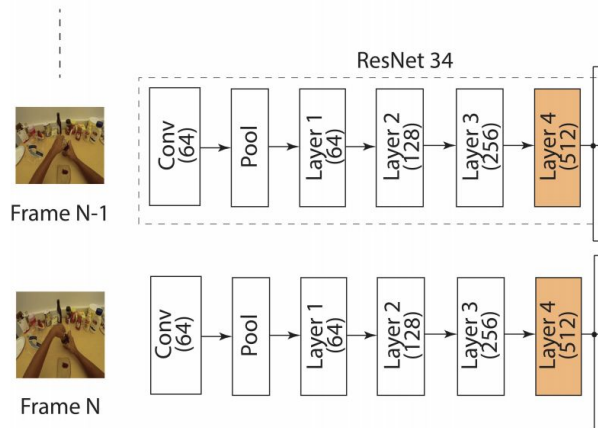 ResNet 34
Conv
(64)
Pool
Layer 1
(64)
Layer 2
(128)
Layer 3
(256)
Layer 4
(512)
Frame N-1
Conv
(64)
Pool
Layer 1
(64)
Layer 2
(128)
Layer 3
(256)
Layer 4
(512)
Frame N